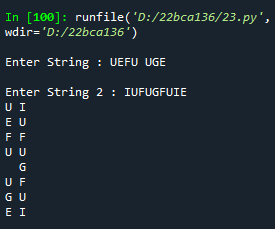 In [100]: runfile('D:/22bca136/23.py',
wdir='D:/22bca136')
Enter String : UEFU UGE
Enter String 2 : IUFUGFUIE
U I
E U
F F
U U
  G
U F
G U
E I